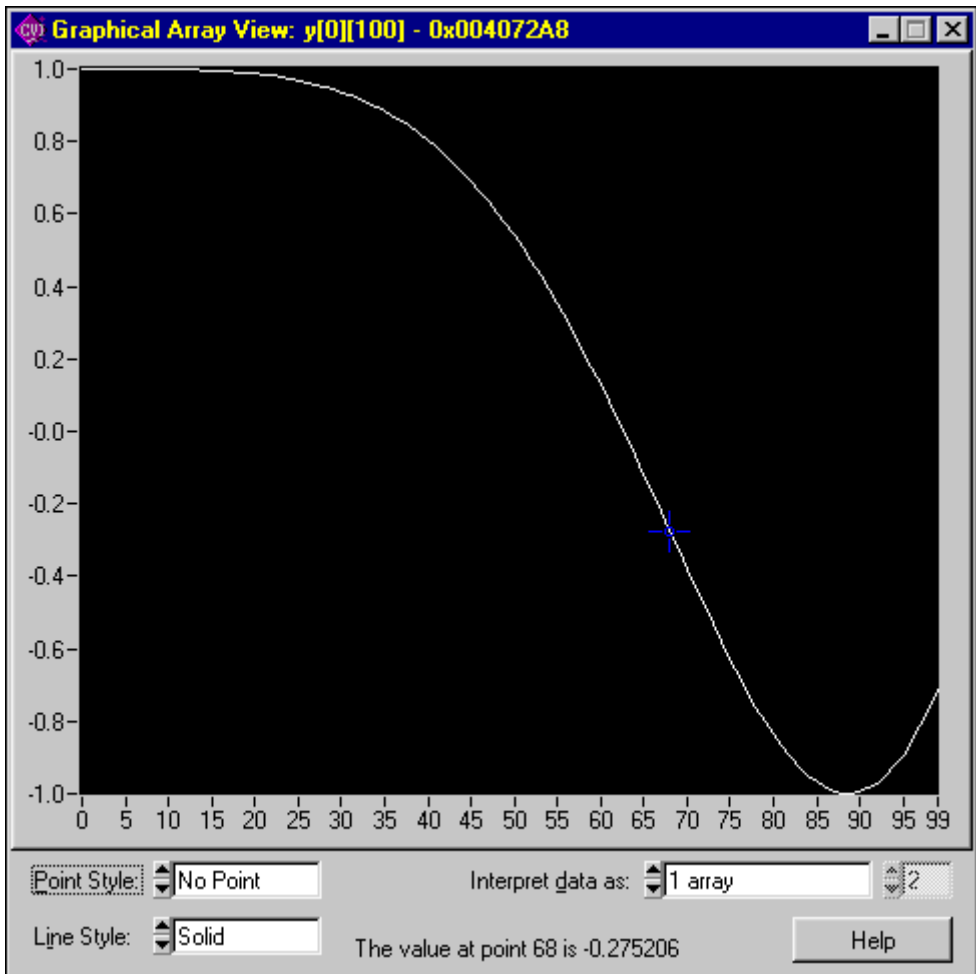 CVI Graphical Array View: y[0][100] - 0x004072A8
1.0
0.8
0.6
0.4
0.2
-0.0
-0.2
-0.4
-0.6
-0.8
-1.0
0 5 10 15 20 25 30 35 40 45 50 55 60 65 70 75 80 85 90 95 99
Point Style: No Point Interpret data as: 1 array 2
Line Style: Solid The value at point 68 is -0.275206 Help